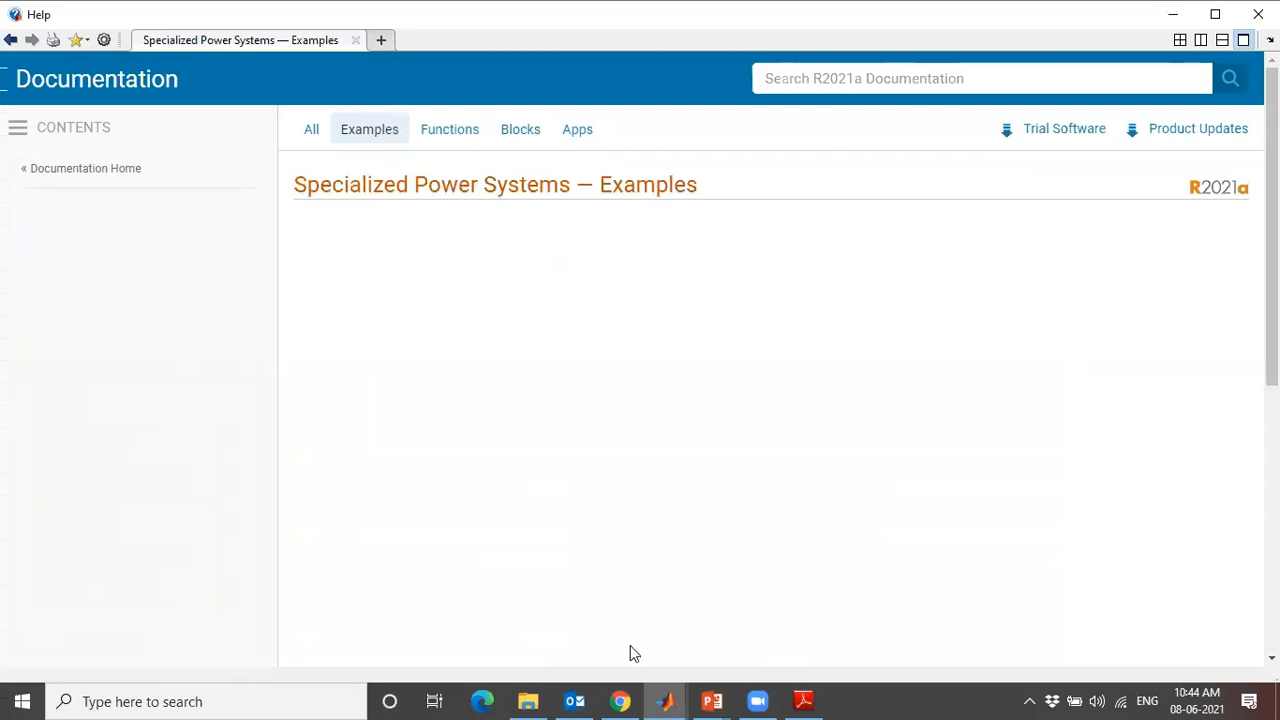 Help
Specialized Power Systems — Examples
Documentation
Search R2021a Documentation
CONTENTS
All
Examples
Functions
Blocks
Apps
Trial Software
Product Updates
« Documentation Home
Specialized Power Systems — Examples
R2021a
Type here to search
ENG
10:44 AM
08-06-2021